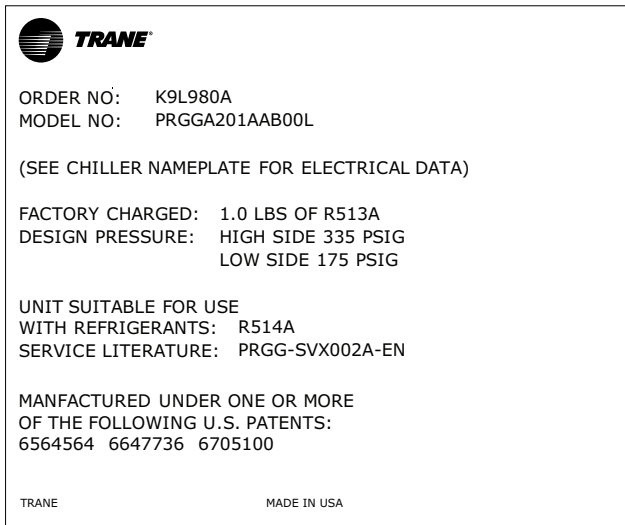 TRANE®
ORDER NO: K9L980A
MODEL NO: PRGGA201AAB00L
(SEE CHILLER NAMEPLATE FOR ELECTRICAL DATA)
FACTORY CHARGED: 1.0 LBS OF R513A
DESIGN PRESSURE: HIGH SIDE 335 PSIG
LOW SIDE 175 PSIG
UNIT SUITABLE FOR USE
WITH REFRIGERANTS: R514A
SERVICE LITERATURE: PRGG-SVX002A-EN
MANFACTURED UNDER ONE OR MORE
OF THE FOLLOWING U.S. PATENTS:
6564564 6647736 6705100
TRANE MADE IN USA